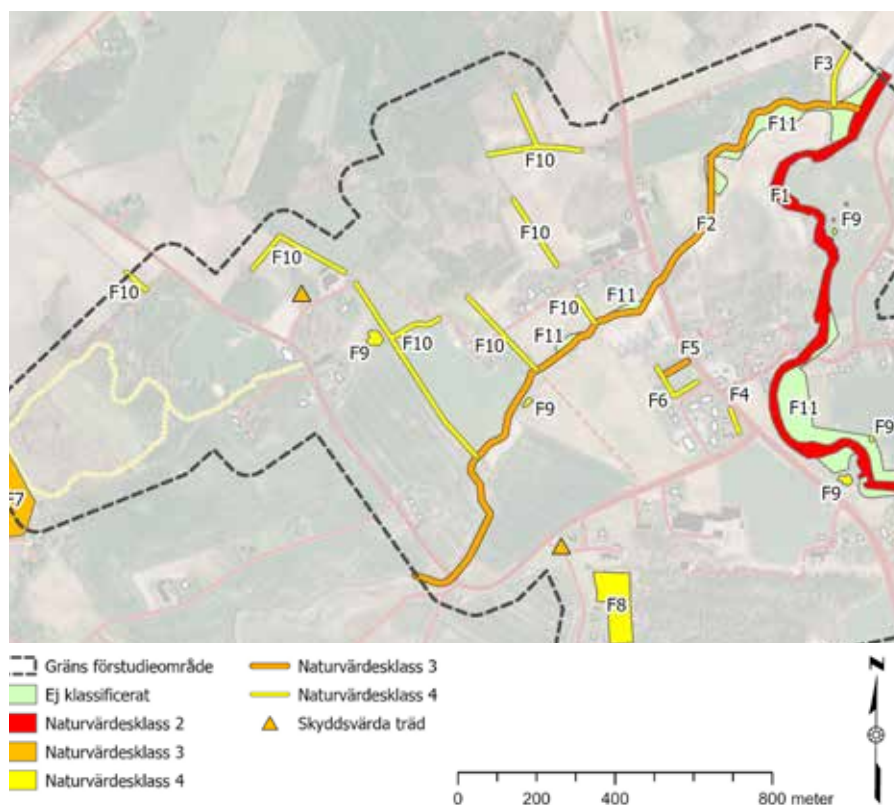 F3
F11
F10
F1
F2
F9
F10
F10
F10
F10
F11
F9
F10
F10
F11
F5
F9
F6
F4
F11
F9
F7
F9
F8
Gräns förstudieområde
Ej klassificerat
Naturvärdesklass 2
Naturvärdesklass 3
Naturvärdesklass 4
Naturvärdesklass 3
Naturvärdesklass 4
Skyddsvärda träd
N
0 200 400 800 meter